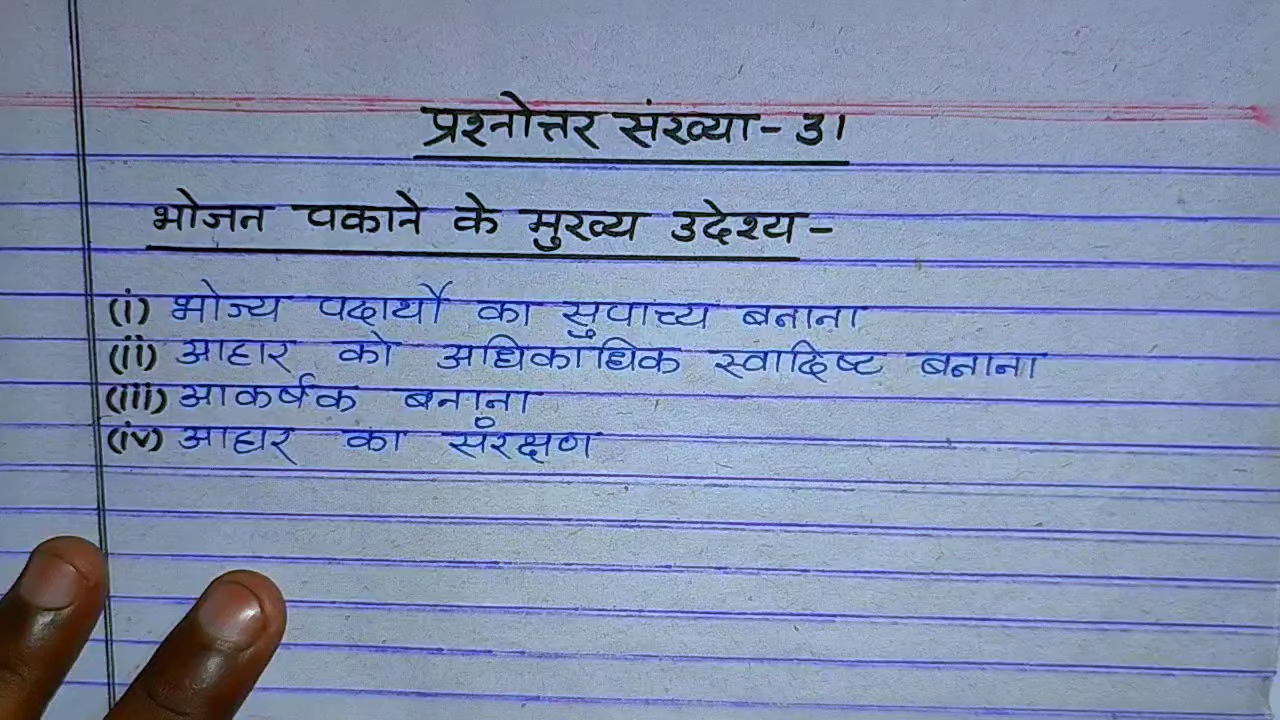 प्रश्नोत्तर संख्या- 31
भोजन पकाने के मुख्य उदेश्य-
(i) भोज्य पदार्थों का सुपाच्य बनाना
(ii) आहार को अधिकाधिक स्वादिष्ट बनाना
(iii) आकर्षक बनाना
(iv) आहार का संरक्षण